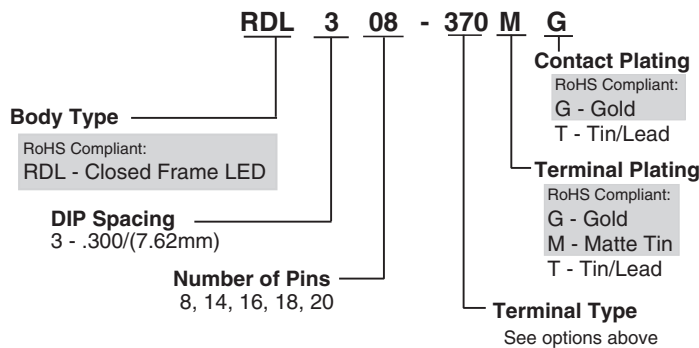 RDL 3 08 - 370 M G
Contact Plating
RoHS Compliant:
G - Gold
T - Tin/Lead
Body Type
RoHS Compliant:
RDL - Closed Frame LED
Terminal Plating
RoHS Compliant:
G - Gold
M - Matte Tin
T - Tin/Lead
DIP Spacing
3 - .300/(7.62mm)
Number of Pins
8, 14, 16, 18, 20
Terminal Type
See options above